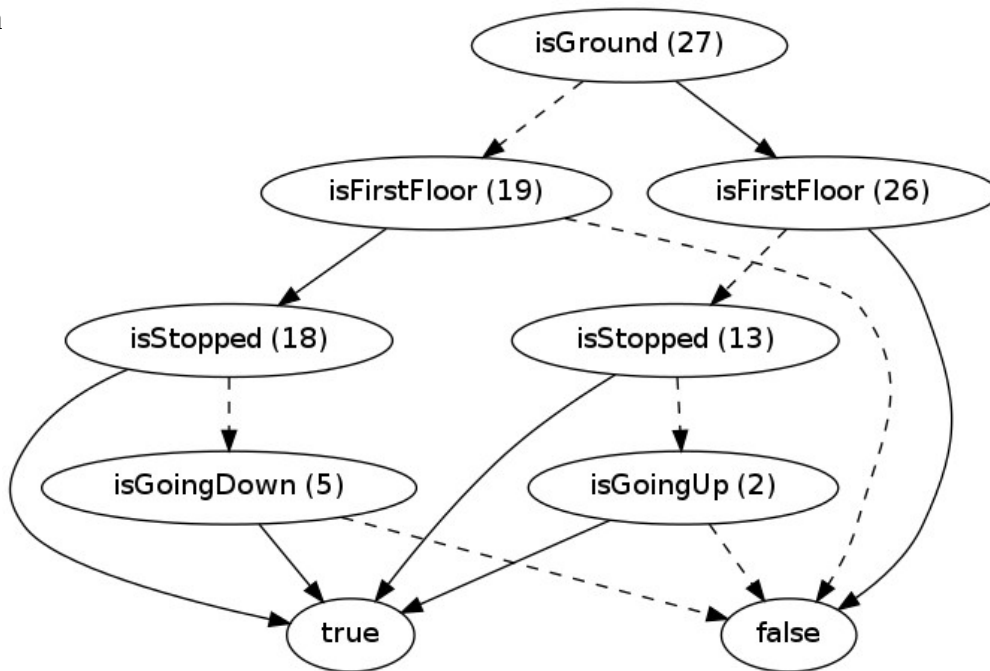 isGround (27)
isFirstFloor (19)
isFirstFloor (26)
isStopped (18)
isStopped (13)
isGoingDown (5)
isGoingUp (2)
true
false